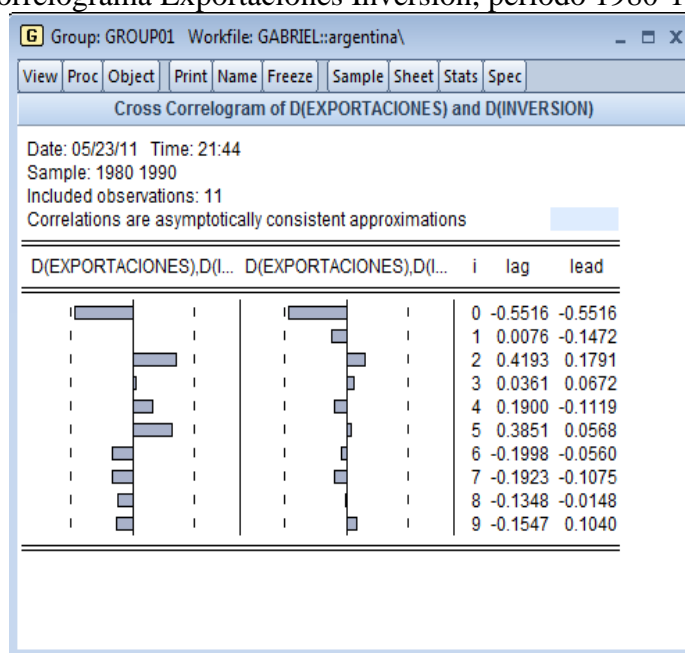 orrelograma Exportaciones Inversión, periodo 1980 1
G Group: GROUP01 Workfile: GABRIEL::argentina\
View Proc Object Print Name Freeze Sample Sheet Stats Spec
Cross Correlogram of D(EXPORTACIONES) and D(INVERSION)
Date: 05/23/11 Time: 21:44
Sample: 1980 1990
Included observations: 11
Correlations are asymptotically consistent approximations
D(EXPORTACIONES),D(I... D(EXPORTACIONES),D(I... i lag lead
0 -0.5516 -0.5516
1 0.0076 -0.1472
2 0.4193 0.1791
3 0.0361 0.0672
4 0.1900 -0.1119
5 0.3851 0.0568
6 -0.1998 -0.0560
7 -0.1923 -0.1075
8 -0.1348 -0.0148
9 -0.1547 0.1040